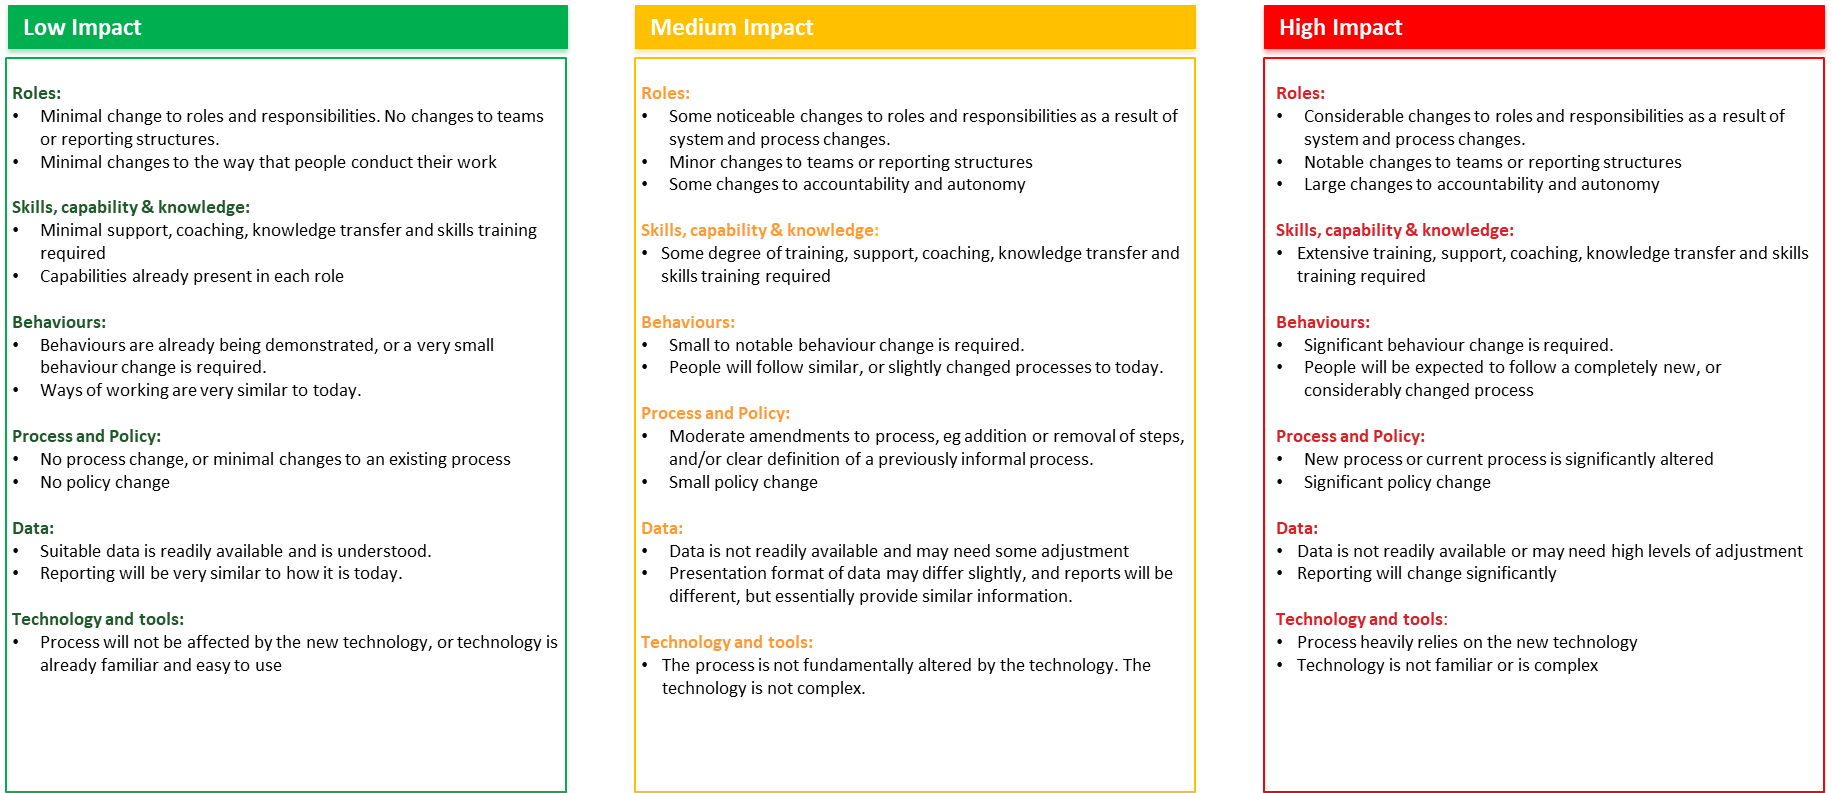 Low Impact
Roles:
• Minimal change to roles and responsibilities. No changes to teams
or reporting structures.
• Minimal changes to the way that people conduct their work
Skills, capability & knowledge:
• Minimal support, coaching, knowledge transfer and skills training
required
• Capabilities already present in each role
Behaviours:
• Behaviours are already being demonstrated, or a very small
behaviour change is required.
• Ways of working are very similar to today.
Process and Policy:
• No process change, or minimal changes to an existing process
• No policy change
Data:
• Suitable data is readily available and is understood.
• Reporting will be very similar to how it is today.
Technology and tools:
• Process will not be affected by the new technology, or technology is
already familiar and easy to use
Medium Impact
Roles:
• Some noticeable changes to roles and responsibilities as a result of
system and process changes.
• Minor changes to teams or reporting structures
• Some changes to accountability and autonomy
Skills, capability & knowledge:
• Some degree of training, support, coaching, knowledge transfer and
skills training required
Behaviours:
• Small to notable behaviour change is required.
• People will follow similar, or slightly changed processes to today.
Process and Policy:
• Moderate amendments to process, eg addition or removal of steps,
and/or clear definition of a previously informal process.
• Small policy change
Data:
• Data is not readily available and may need some adjustment
• Presentation format of data may differ slightly, and reports will be
different, but essentially provide similar information.
Technology and tools:
• The process is not fundamentally altered by the technology. The
technology is not complex.
High Impact
Roles:
• Considerable changes to roles and responsibilities as a result of
system and process changes.
• Notable changes to teams or reporting structures
• Large changes to accountability and autonomy
Skills, capability & knowledge:
• Extensive training, support, coaching, knowledge transfer and skills
training required
Behaviours:
• Significant behaviour change is required.
• People will be expected to follow a completely new, or
considerably changed process
Process and Policy:
• New process or current process is significantly altered
• Significant policy change
Data:
• Data is not readily available or may need high levels of adjustment
• Reporting will change significantly
Technology and tools:
• Process heavily relies on the new technology
• Technology is not familiar or is complex